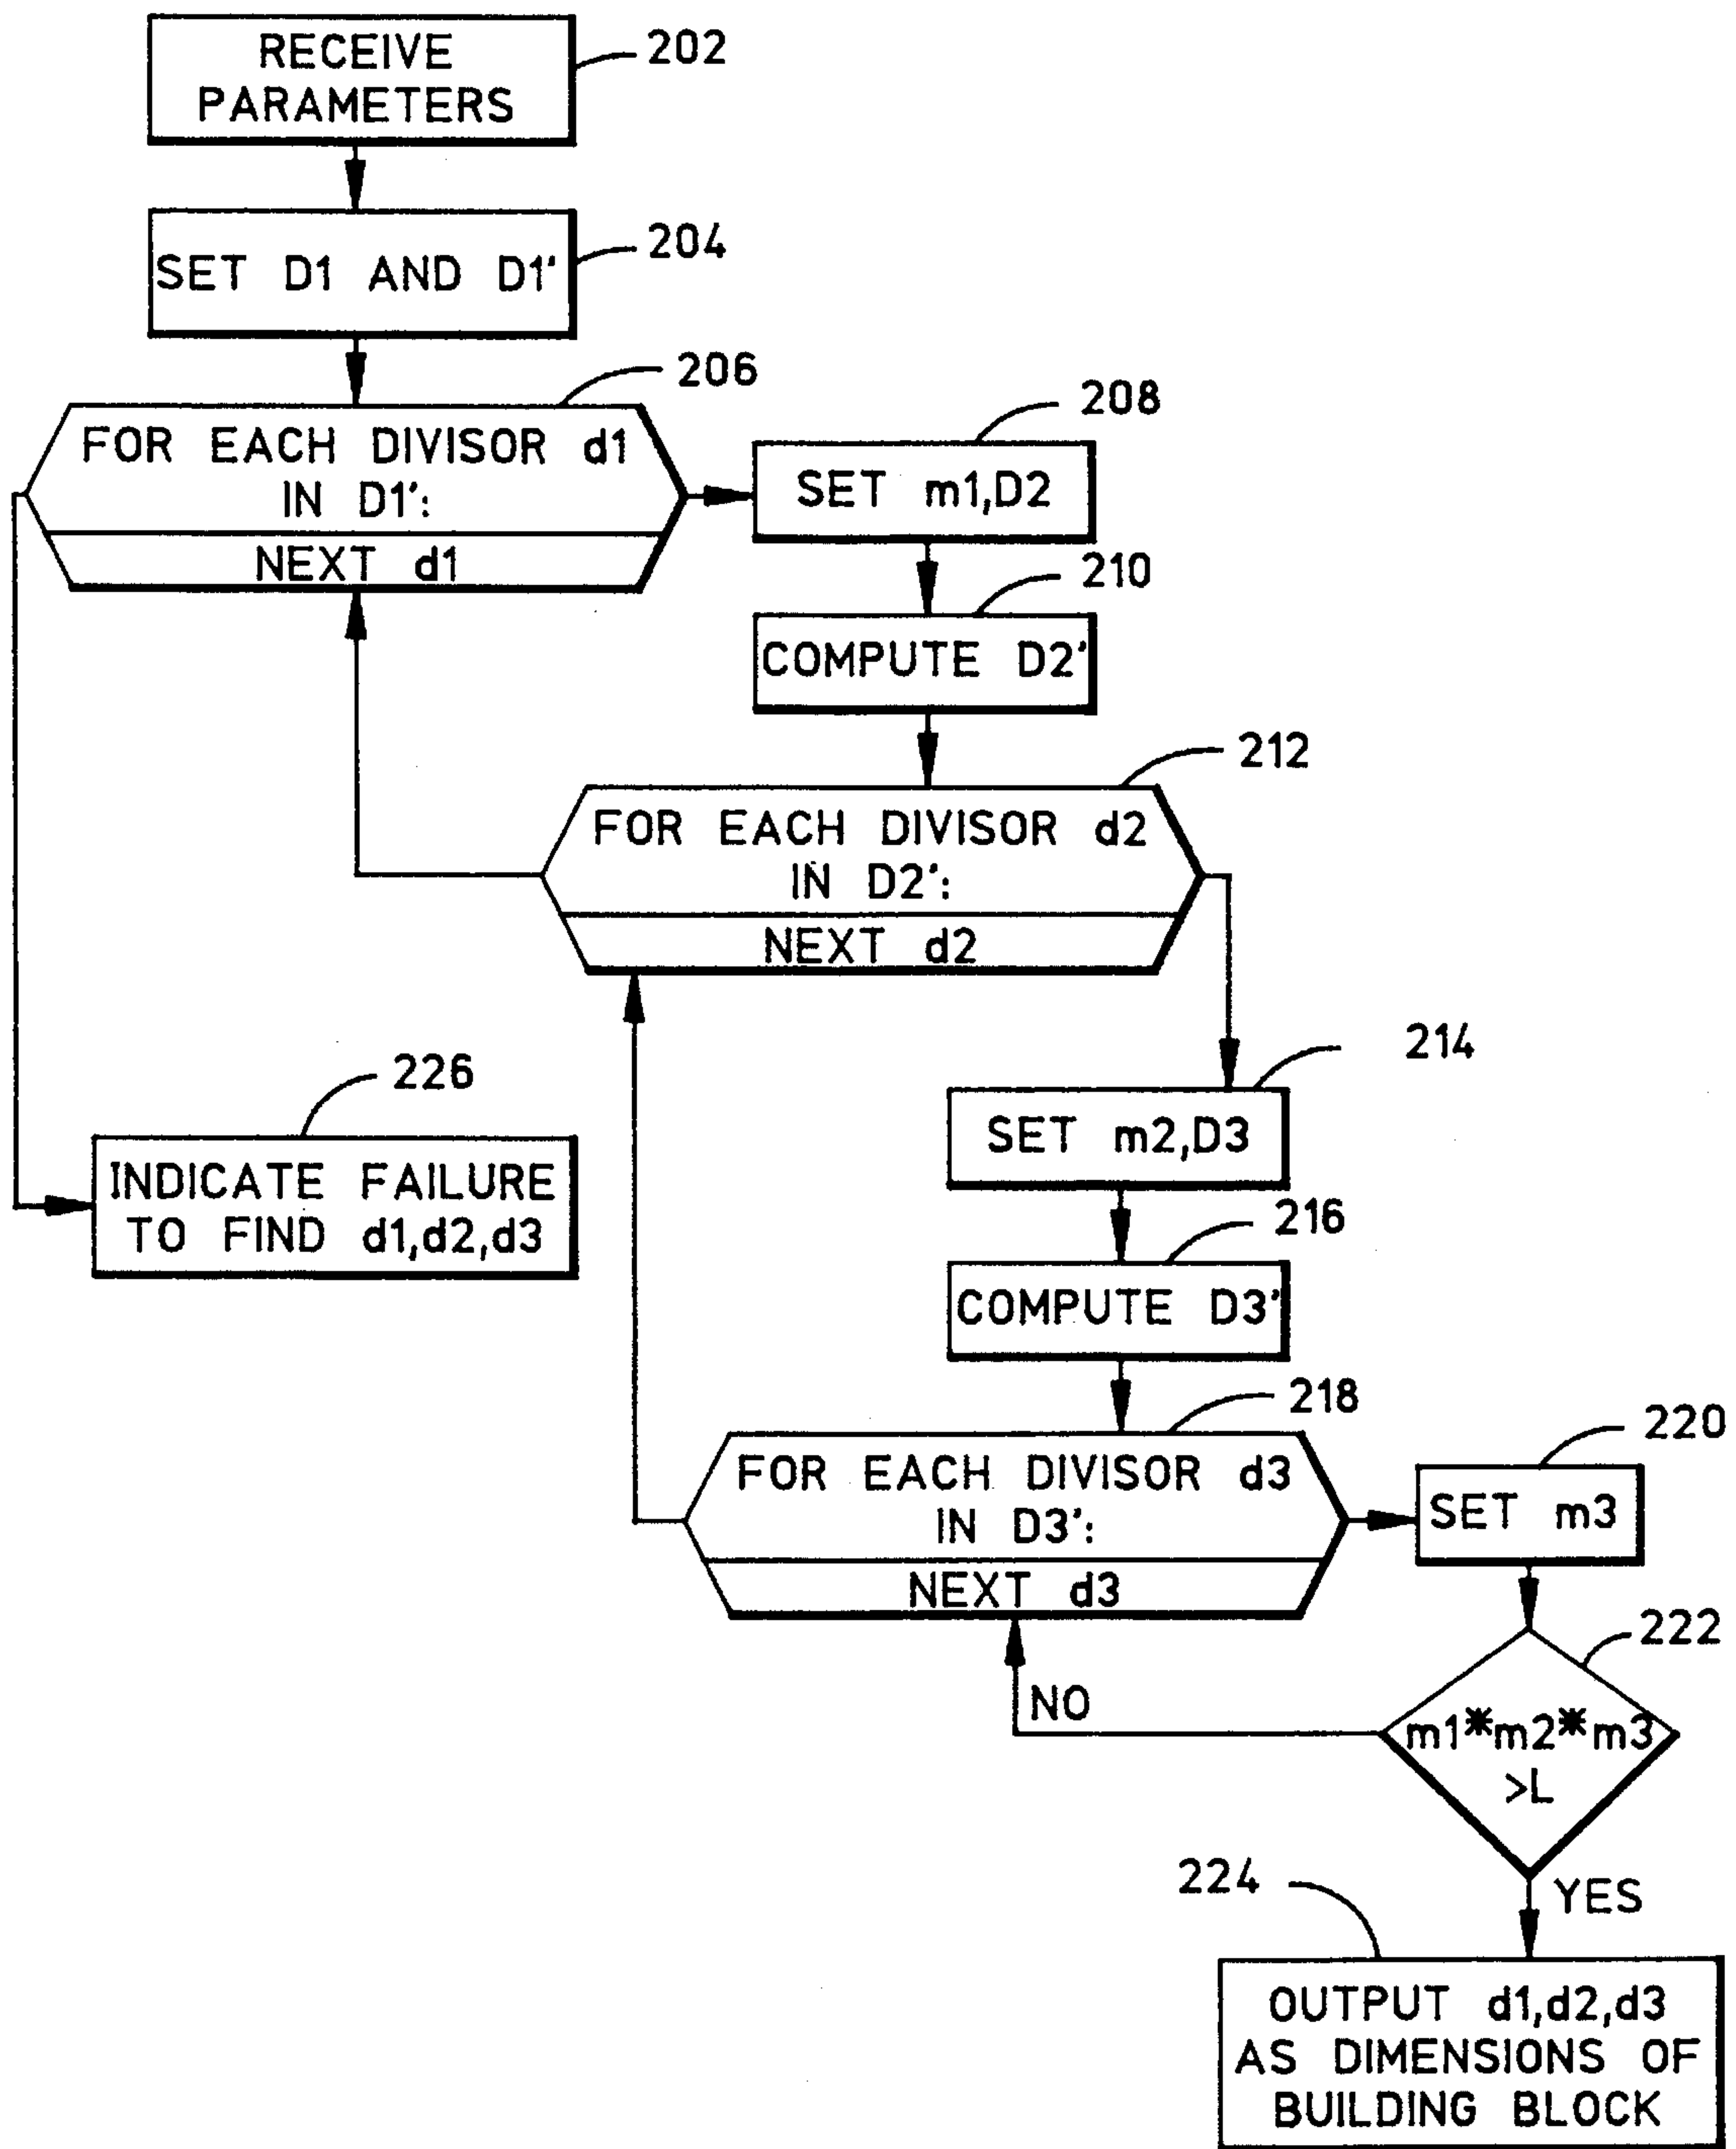 RECEIVE
PARAMETERS
202
SET D1 AND D1'
204
206
FOR EACH DIVISOR d1
IN D1':
NEXT d1
208
SET m1,D2
210
COMPUTE D2'
212
FOR EACH DIVISOR d2
IN D2':
NEXT d2
214
SET m2,D3
226
INDICATE FAILURE
TO FIND d1,d2,d3
216
COMPUTE D3'
218
FOR EACH DIVISOR d3
IN D3':
NEXT d3
220
SET m3
222
m1*m2*m3
>L
NO
YES
224
OUTPUT d1,d2,d3
AS DIMENSIONS OF
BUILDING BLOCK